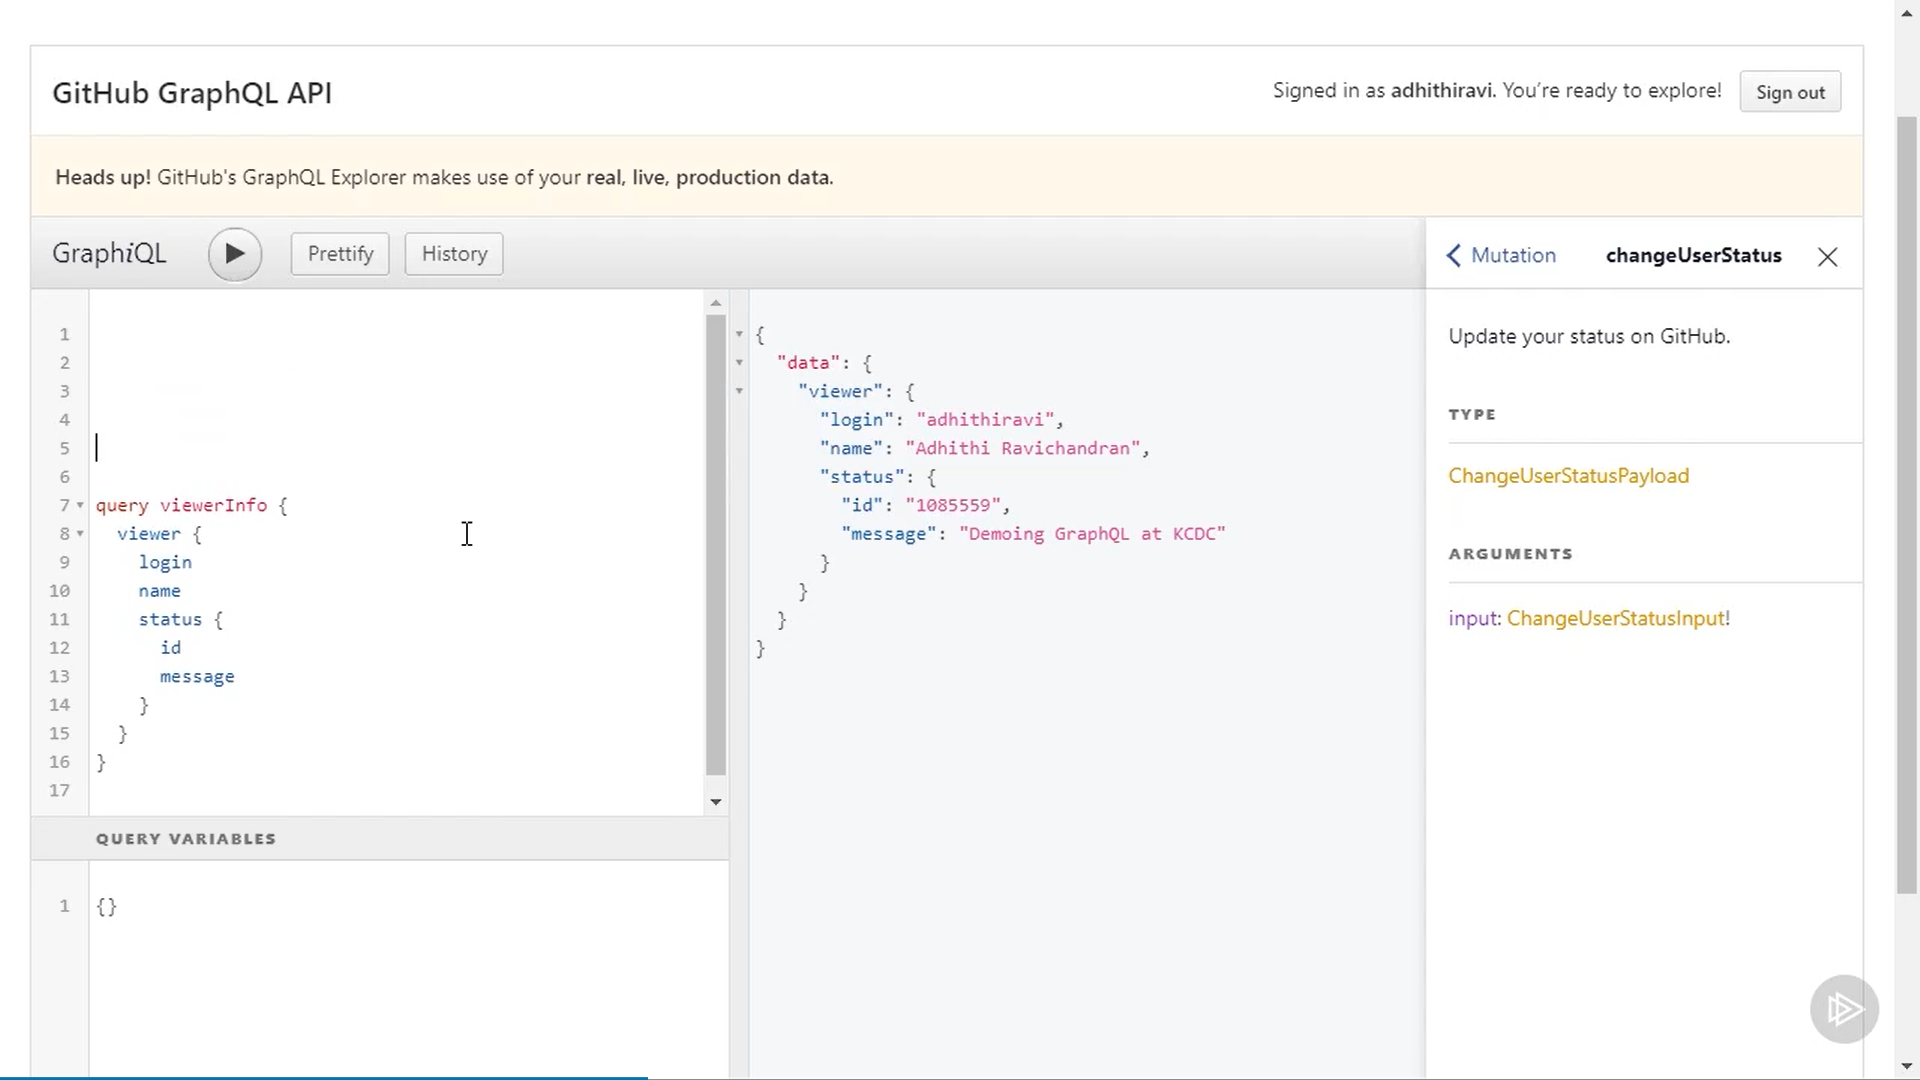 GitHub GraphQL API
Signed in as adhithiravi. You're ready to explore!
Sign out
Heads up! GitHub's GraphQL Explorer makes use of your real, live, production data.
GraphiQL
Prettify
History
Mutation
changeUserStatus
1
2
3
4
5
6
7 query viewerInfo {
8 viewer {
9 login
10 name
11 status {
12 id
13 message
14 }
15 }
16 }
17
QUERY VARIABLES
1 {}
{
"data": {
"viewer": {
"login": "adhithiravi",
"name": "Adhithi Ravichandran",
"status": {
"id": "1085559",
"message": "Demoing GraphQL at KCDC"
}
}
}
}
Update your status on GitHub.
TYPE
ChangeUserStatusPayload
ARGUMENTS
input: ChangeUserStatusInput!